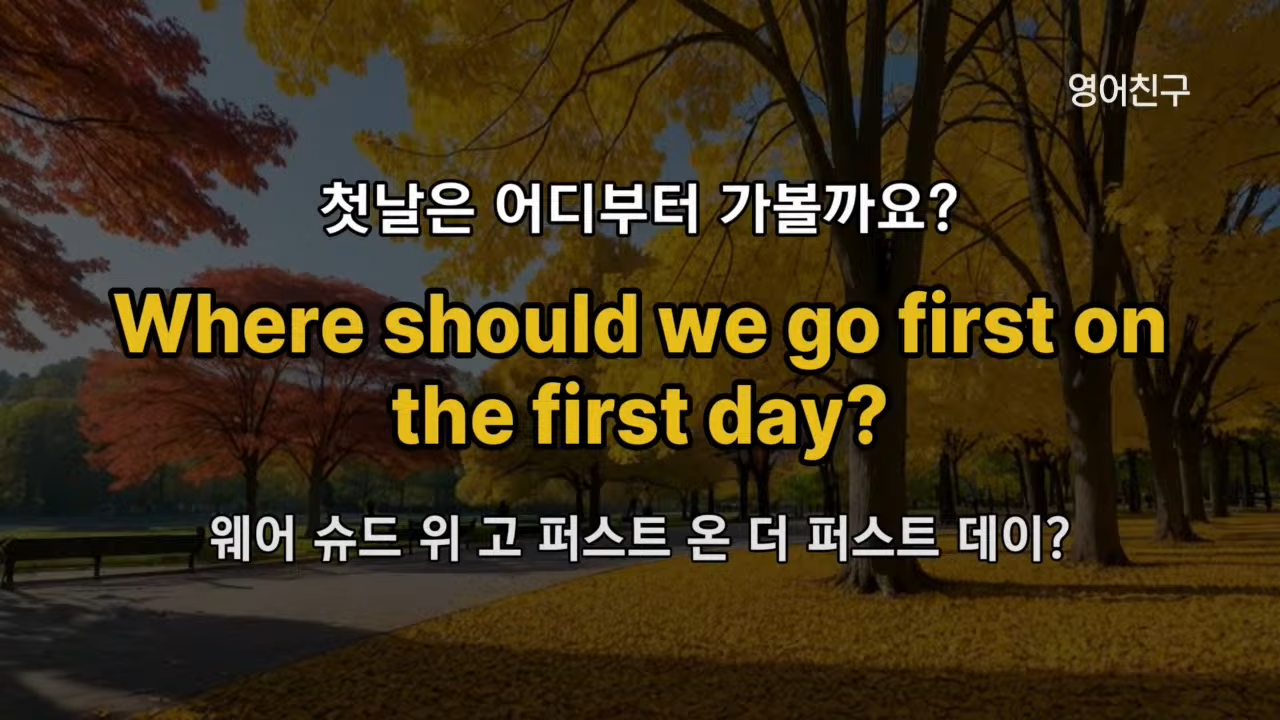 영어친구
첫날은 어디부터 가볼까요?
Where should we go first on
the first day?
웨어 슈드 위 고 퍼스트 온 더 퍼스트 데이?